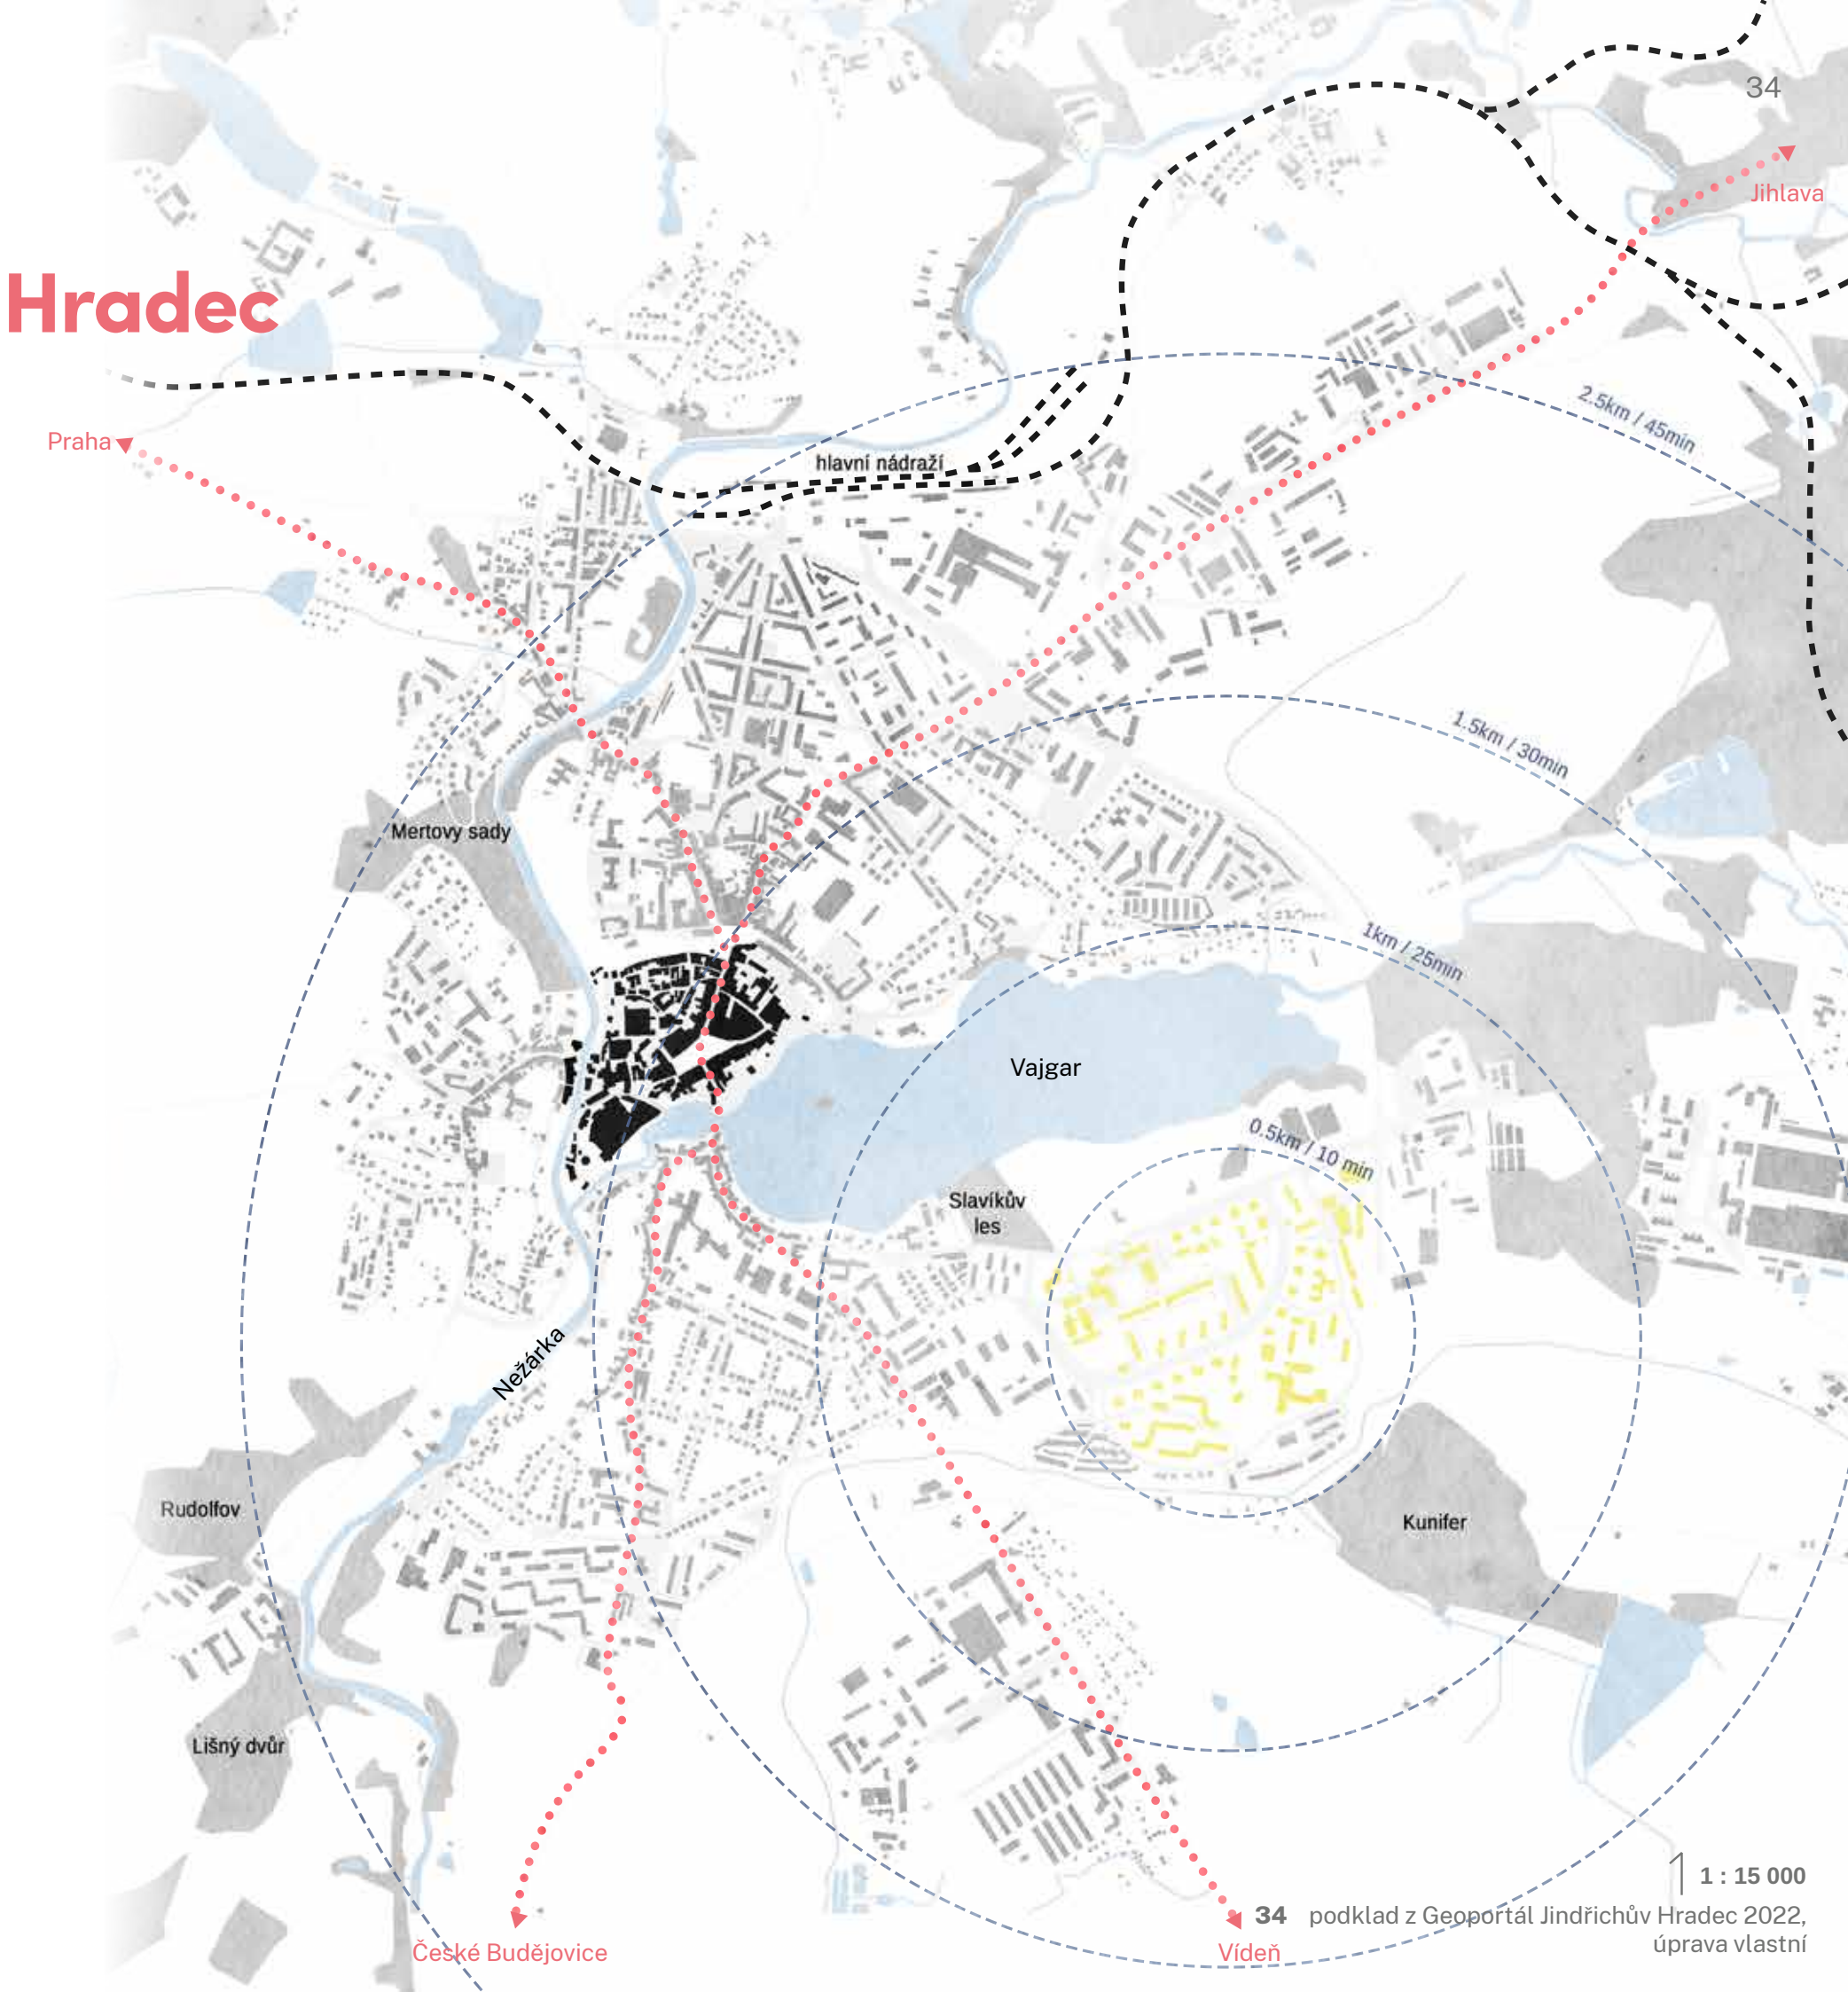 34
Jihlava
Hradec
2.5km / 45min
Praha
hlavní nádraží
1.5km / 30min
Mertovy sady
1km / 25min
Vajgar
0.5km / 10 min
Slavíkův
les
Nežárka
Rudolfov
Kunifer
Lišný dvůr
1 : 15 000
34 podklad z Geoportál Jindřichův Hradec 2022,
úprava vlastní
České Budějovice
Vídeň